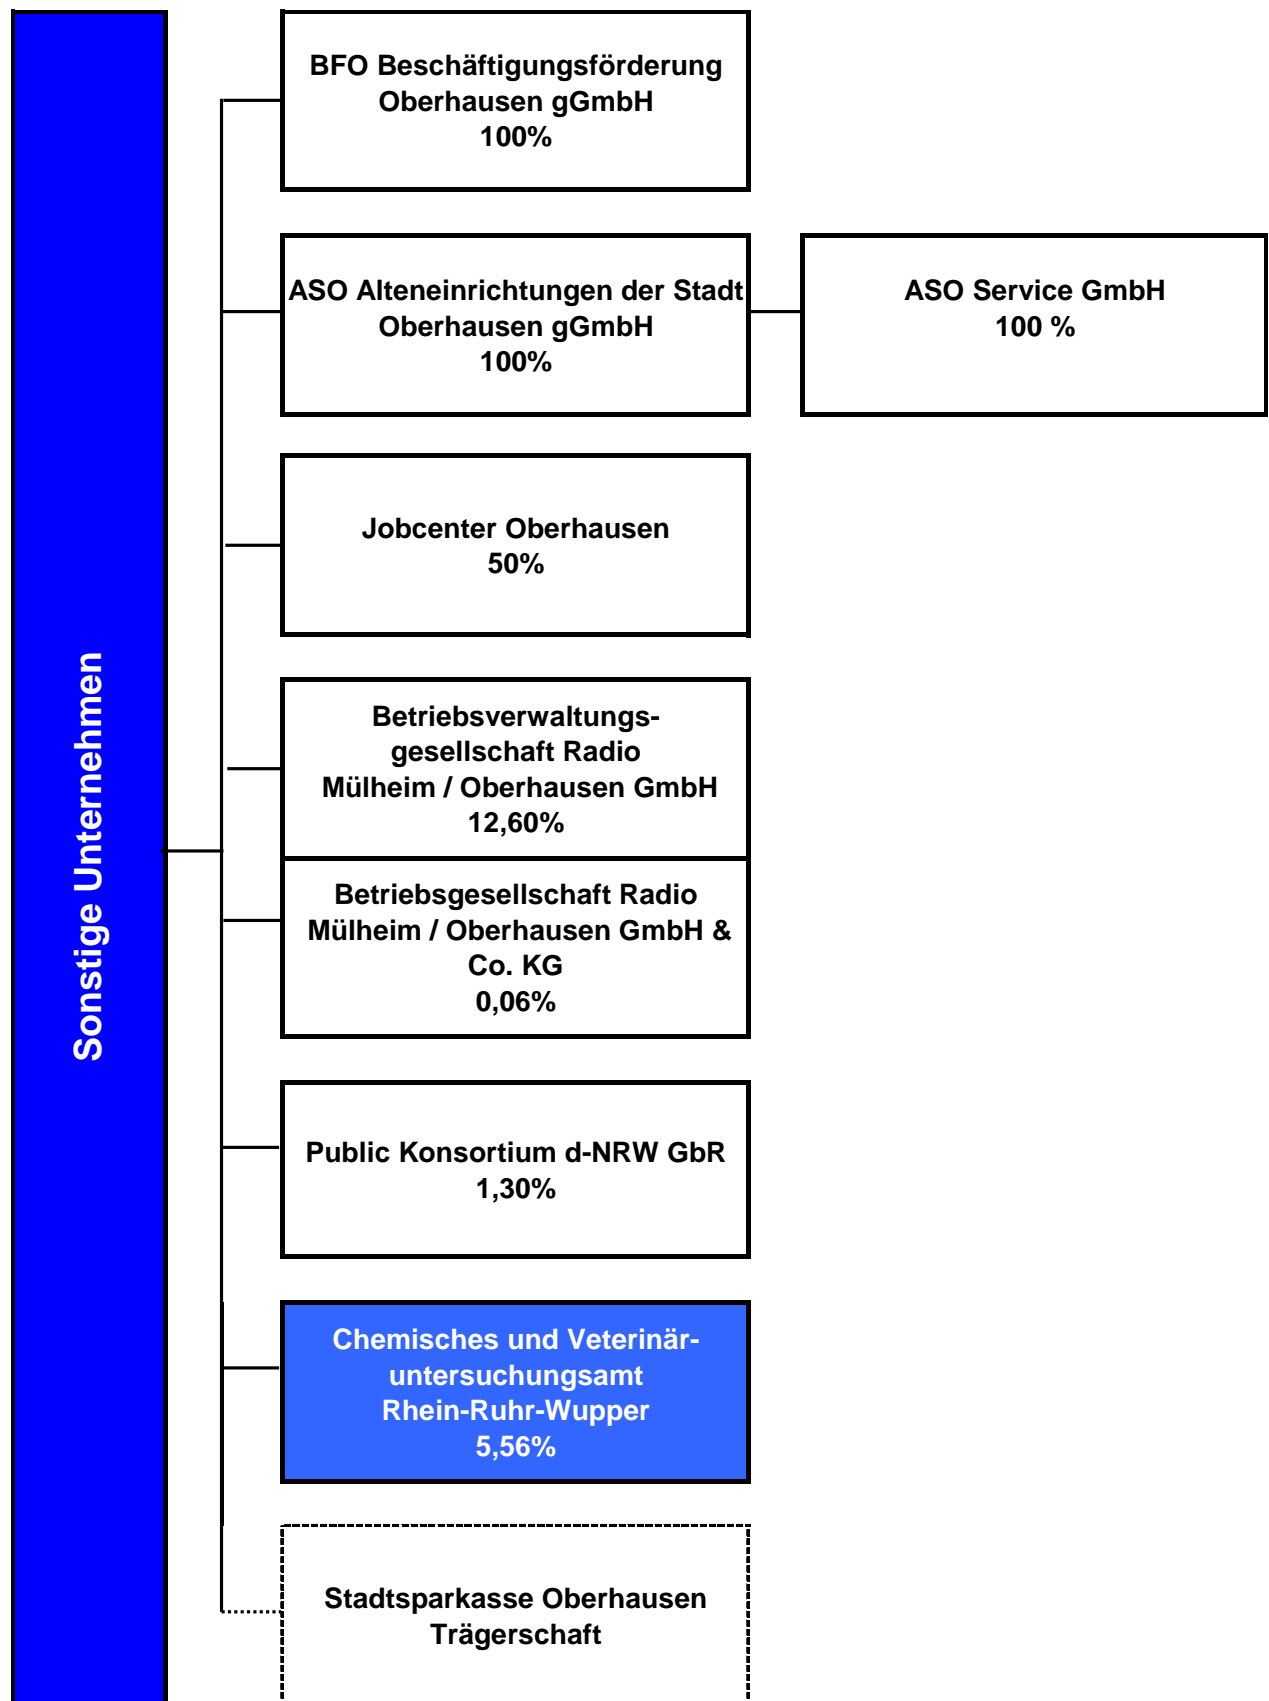 Sonstige Unternehmen
BFO Beschäftigungsförderung
Oberhausen gGmbH
100%
ASO Alteneinrichtungen der Stadt
Oberhausen gGmbH
100%
ASO Service GmbH
100 %
Jobcenter Oberhausen
50%
Betriebsverwaltungs-
gesellschaft Radio
Mülheim / Oberhausen GmbH
12,60%
Betriebsgesellschaft Radio
Mülheim / Oberhausen GmbH &
Co. KG
0,06%
Public Konsortium d-NRW GbR
1,30%
Chemisches und Veterinär-
untersuchungsamt
Rhein-Ruhr-Wupper
5,56%
Stadtsparkasse Oberhausen
Trägerschaft